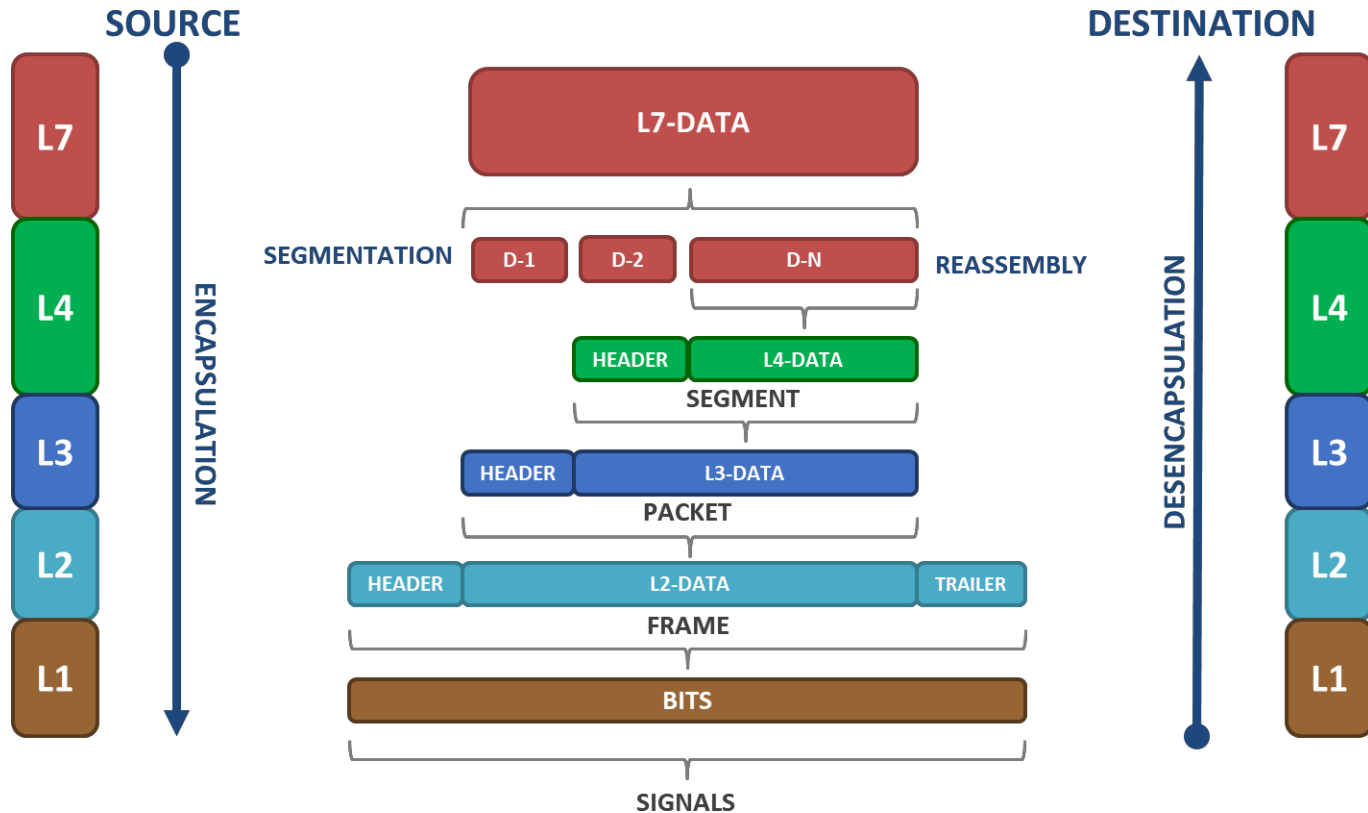 SOURCE
DESTINATION
L7
L7-DATA
L7
SEGMENTATION
D-1
D-2
D-N
REASSEMBLY
L4
ENCAPSULATION
HEADER
L4-DATA
SEGMENT
DESENCAPSULATION
L4
L3
HEADER
L3-DATA
PACKET
L3
L2
HEADER
L2-DATA
TRAILER
FRAME
L2
L1
BITS
L1
SIGNALS